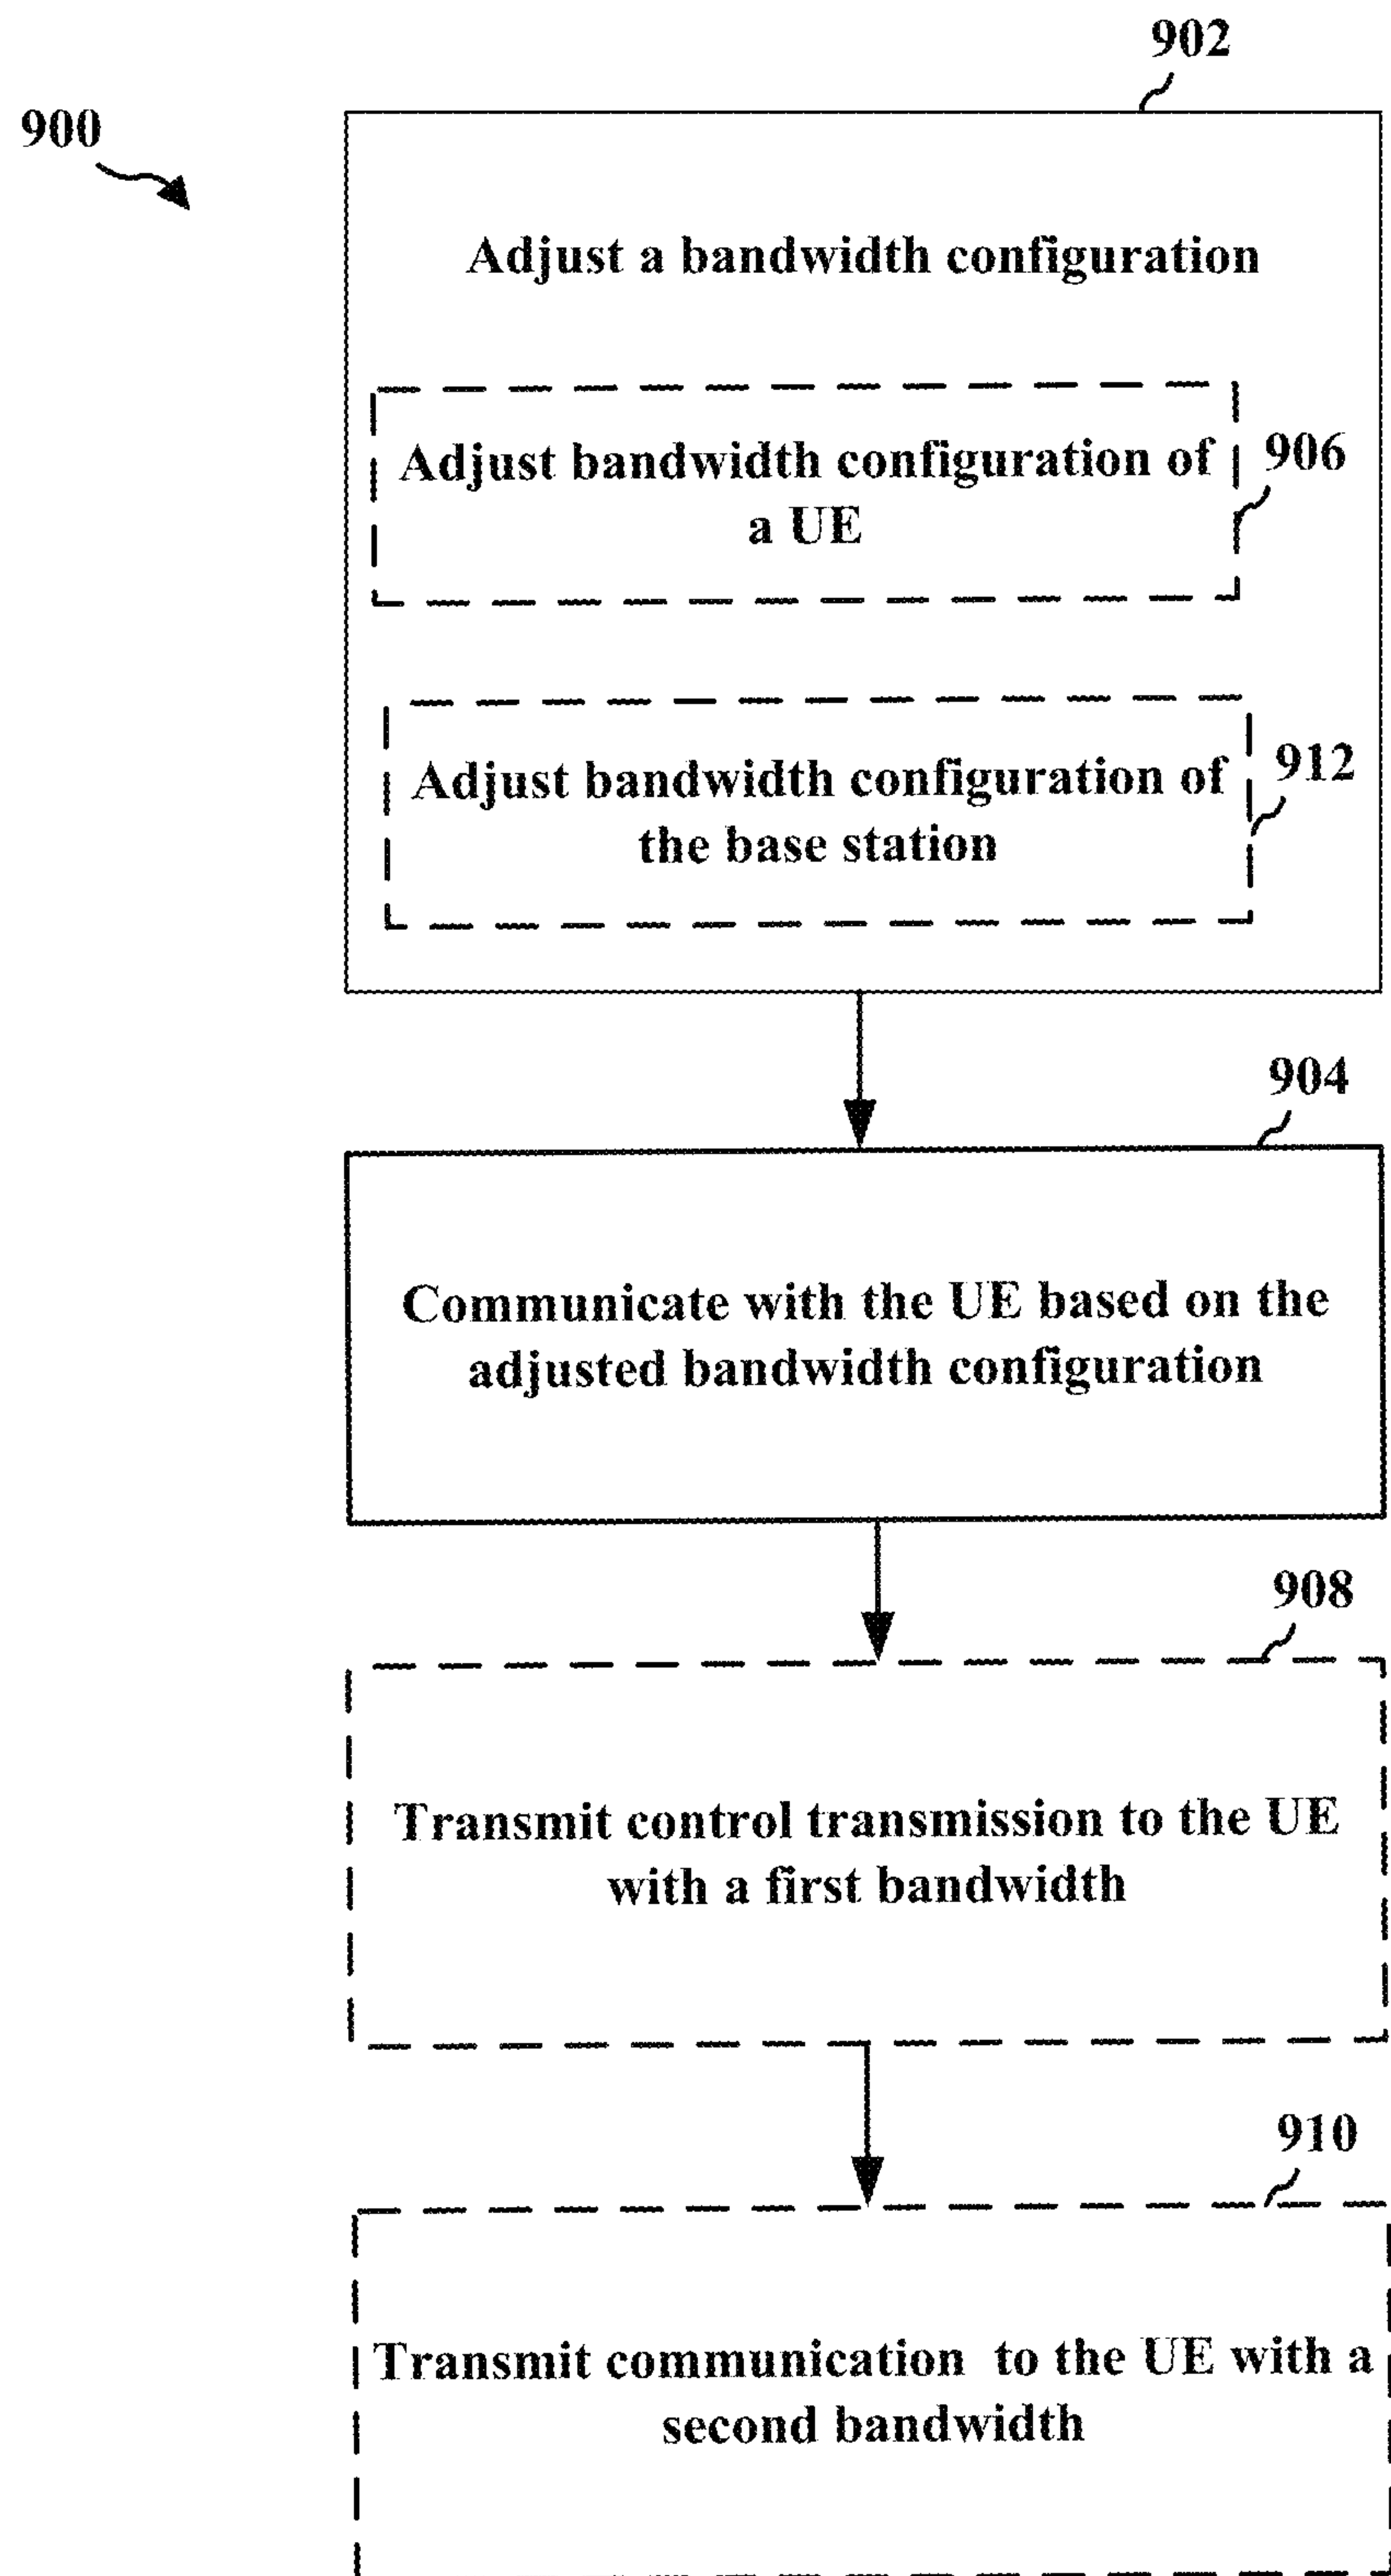 902
900
Adjust a bandwidth configuration
Adjust bandwidth configuration of
a UE
906
Adjust bandwidth configuration of
the base station
912
904
Communicate with the UE based on the
adjusted bandwidth configuration
908
Transmit control transmission to the UE
with a first bandwidth
910
Transmit communication to the UE with a
second bandwidth